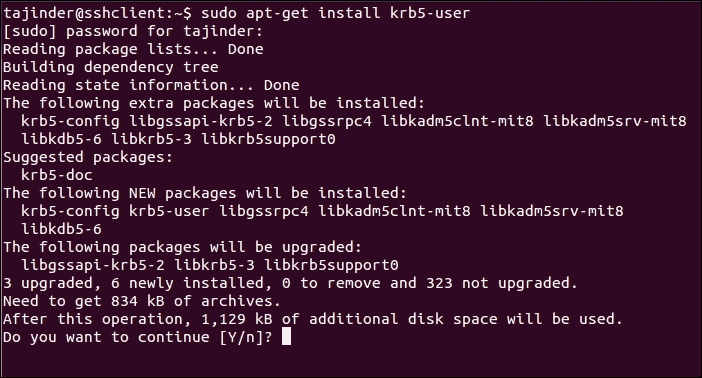 tajinder@sshclient:~$ sudo apt-get install krb5-user
[sudo] password for tajinder:
Reading package lists... Done
Building dependency tree
Reading state information... Done
The following extra packages will be installed:
  krb5-config libgssapi-krb5-2 libgssrpc4 libkadm5clnt-mit8 libkadm5srv-mit8
  libkdb5-6 libkrb5-3 libkrb5support0
Suggested packages:
  krb5-doc
The following NEW packages will be installed:
  krb5-config krb5-user libgssrpc4 libkadm5clnt-mit8 libkadm5srv-mit8
  libkdb5-6
The following packages will be upgraded:
  libgssapi-krb5-2 libkrb5-3 libkrb5support0
3 upgraded, 6 newly installed, 0 to remove and 323 not upgraded.
Need to get 834 kB of archives.
After this operation, 1,129 kB of additional disk space will be used.
Do you want to continue [Y/n]?